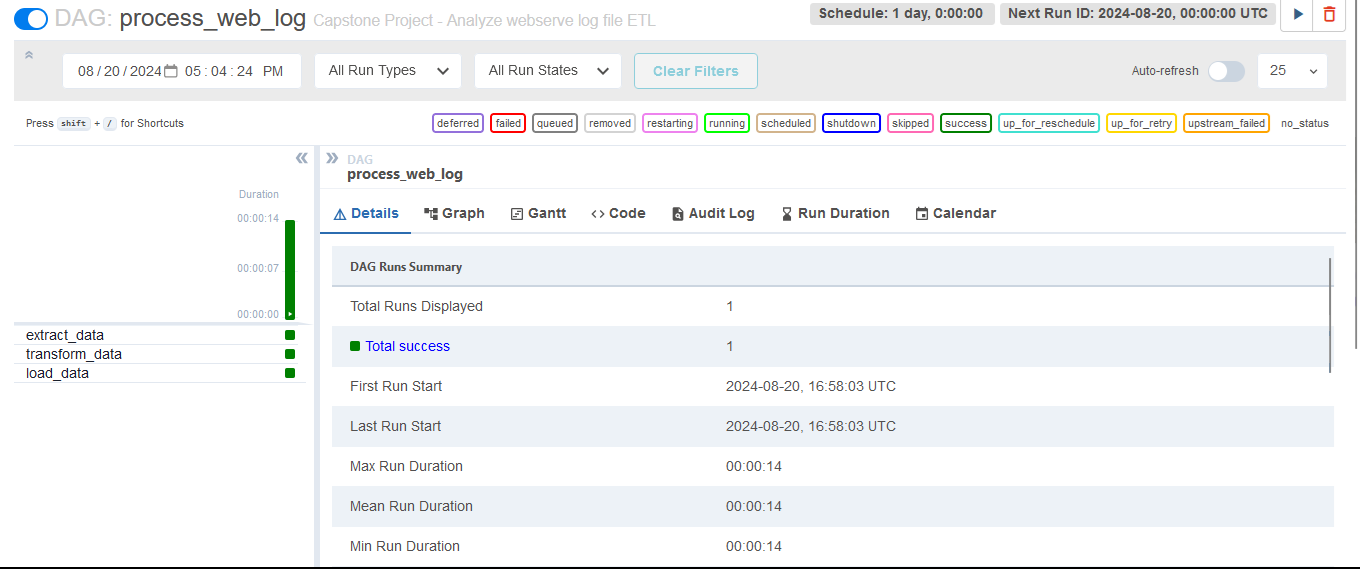 DAG: process_web_log Capstone Project - Analyze webserve log file ETL Schedule: 1 day, 0:00:00 Next Run ID: 2024-08-20, 00:00:00 UTC
08/20/2024 05:04:24 PM All Run Types All Run States Clear Filters Auto-refresh 25
Press shift + / for Shortcuts deferred failed queued removed restarting running scheduled shutdown skipped success up_for_reschedule up_for_retry upstream_failed no_status
DAG
process_web_log
Duration
00:00:14
00:00:07
00:00:00
extract_data
transform_data
load_data
Details Graph Gantt Code Audit Log Run Duration Calendar
DAG Runs Summary
Total Runs Displayed 1
Total success 1
First Run Start 2024-08-20, 16:58:03 UTC
Last Run Start 2024-08-20, 16:58:03 UTC
Max Run Duration 00:00:14
Mean Run Duration 00:00:14
Min Run Duration 00:00:14